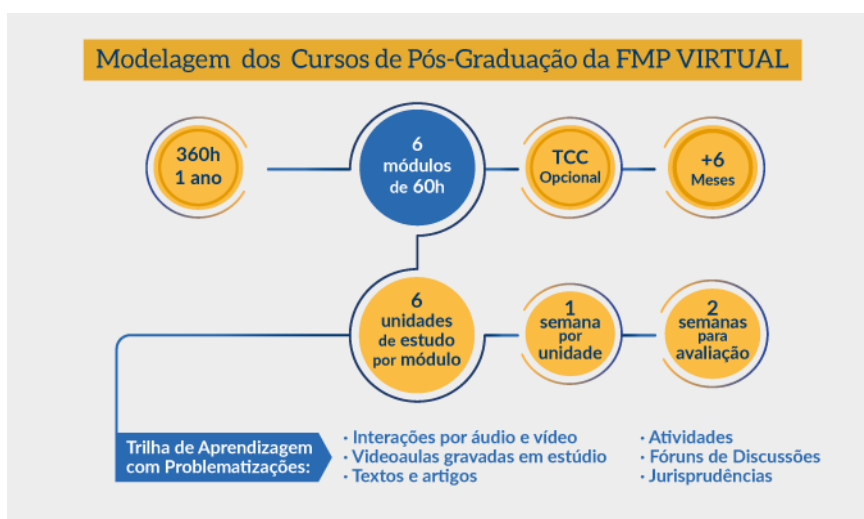 Modelagem dos Cursos de Pós-Graduação da FMP VIRTUAL
360h
1 ano
6
módulos
de 60h
TCC
Opcional
+6
Meses
6
unidades
de estudo
por módulo
1
semana
por
unidade
2
semanas
para
avaliação
Trilha de Aprendizagem
com Problematizações:
· Interações por áudio e vídeo
· Videoaulas gravadas em estúdio
· Textos e artigos
· Atividades
· Fóruns de Discussões
· Jurisprudências